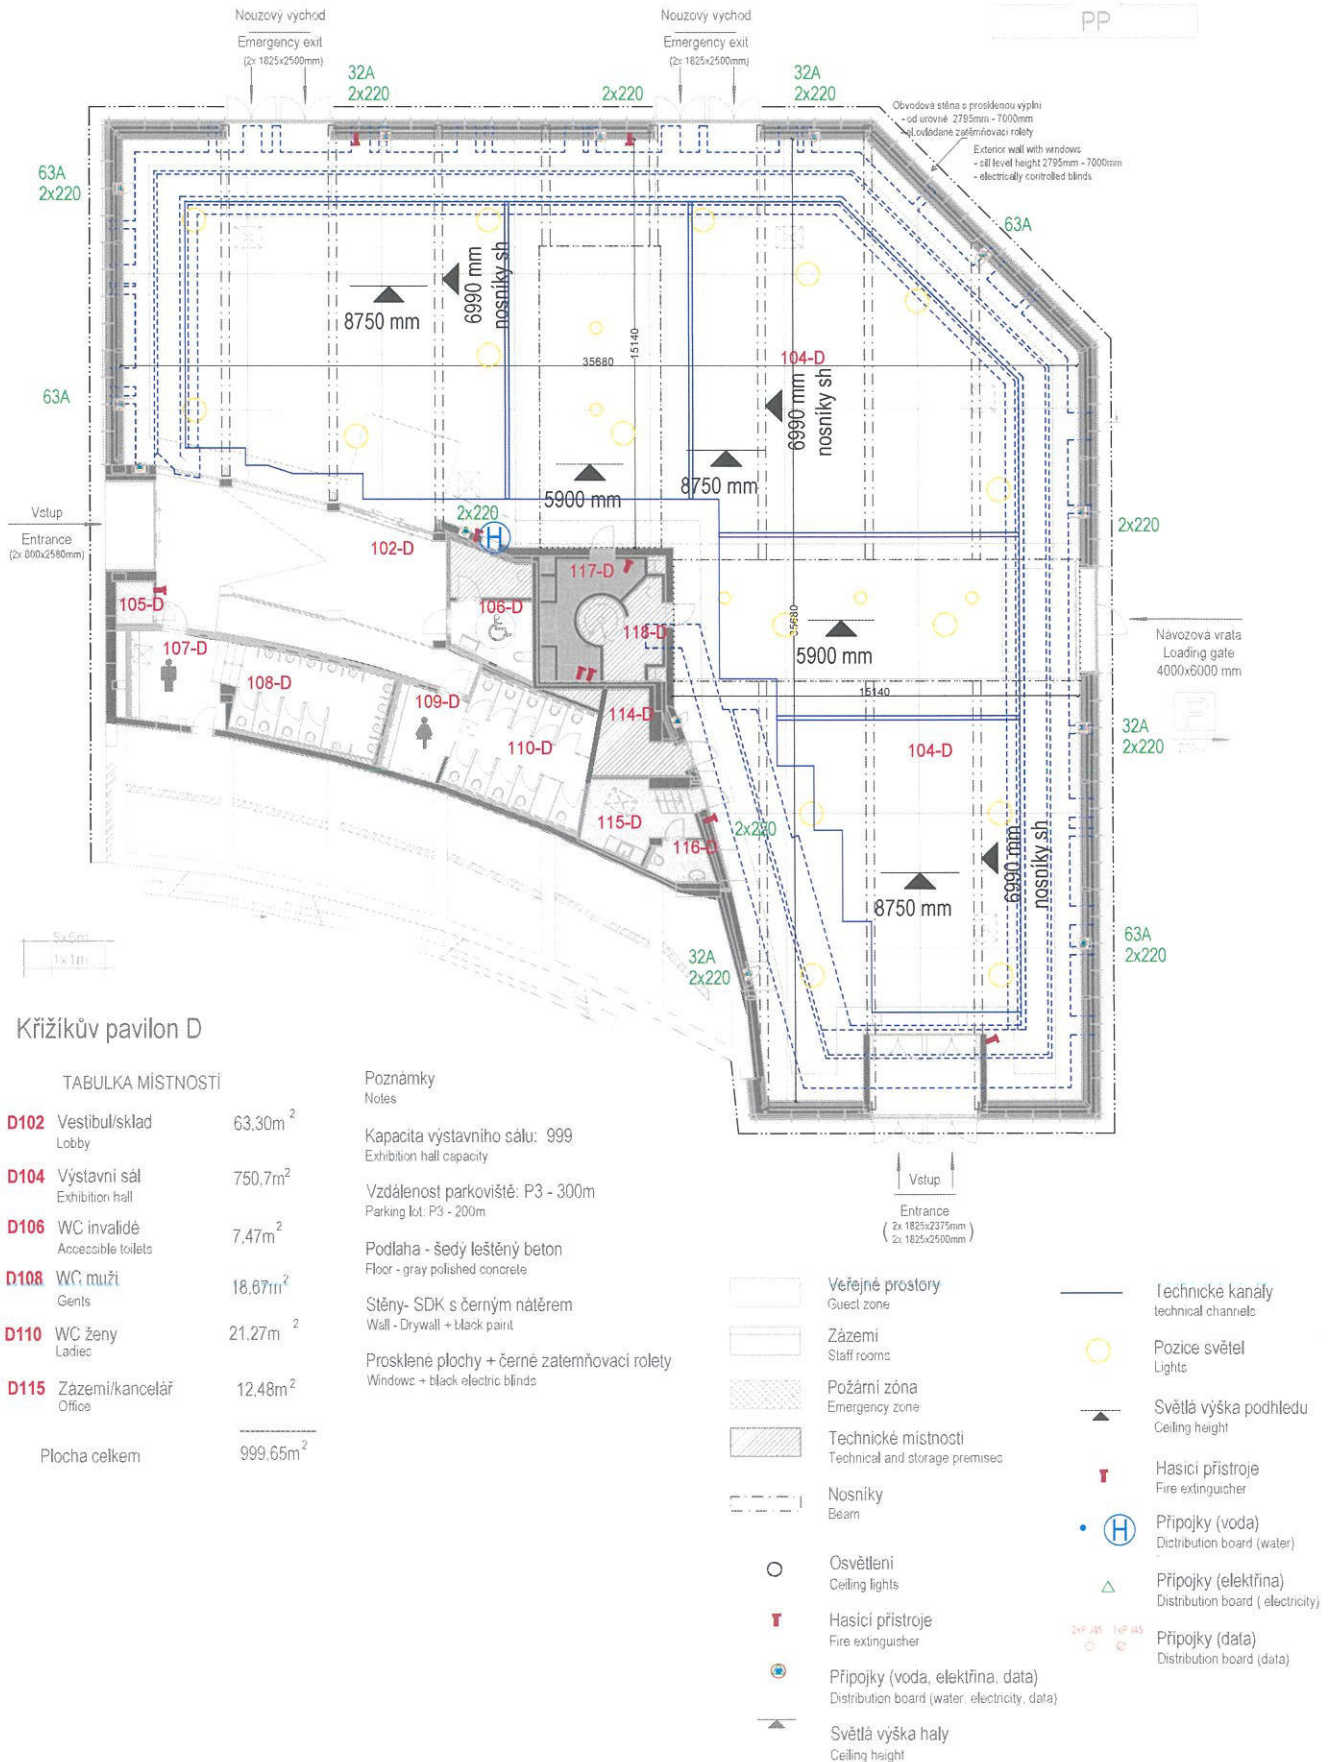 PP
Nouzový východ
Emergency exit
(2x 1825x2500mm)
Nouzový východ
Emergency exit
(2x 1825x2500mm)
32A
2x220
2x220
32A
2x220
Obvodová stěna s prosklenou výplní
- od úrovně 2795mm - 7000mm
- el.ovládané zatemňovací rolety
Exterior wall with windows
- sill level height 2795mm - 7000mm
- electrically controlled blinds
63A
2x220
63A
6990 mm
nosníky sh
8750 mm
15140
35680
104-D
6990 mm
nosníky sh
63A
5900 mm
8750 mm
2x220
Vstup
Entrance
(2x 800x2580mm)
102-D
2x220
117-D
105-D
106-D
118-D
35680
5900 mm
Návozová vrata
Loading gate
4000x6000 mm
107-D
108-D
109-D
110-D
114-D
15140
P
104-D
32A
2x220
115-D
116-D
2x220
6990 mm
nosníky sh
8750 mm
63A
2x220
32A
2x220
5x5m
1x1m
Křižíkův pavilon D
TABULKA MÍSTNOSTÍ
D102 Vestibul/sklad 63,30m2
Lobby
D104 Výstavní sál 750,7m2
Exhibition hall
D106 WC invalidé 7,47m2
Accessible toilets
D108 WC muži 18,67m2
Gents
D110 WC ženy 21.27m 2
Ladies
D115 Zázemí/kancelář 12,48m2
Office
Plocha celkem 999,65m2
Poznámky
Notes
Kapacita výstavního sálu: 999
Exhibition hall capacity
Vzdálenost parkoviště: P3 - 300m
Parking lot: P3 - 200m
Podlaha - šedý leštěný beton
Floor - gray polished concrete
Stěny- SDK s černým nátěrem
Wall - Drywall + black paint
Prosklené plochy + černé zatemňovací rolety
Windows + black electric blinds
Vstup
Entrance
( 2x 1825x2375mm )
2x 1825x2500mm
Veřejné prostory
Guest zone
Zázemí
Staff rooms
Požární zóna
Emergency zone
Technické místnosti
Technical and storage premises
Nosníky
Beam
Osvětlení
Ceiling lights
Hasicí přístroje
Fire extinguisher
Přípojky (voda, elektřina, data)
Distribution board (water, electricity, data)
Světlá výška haly
Ceiling height
Technické kanály
technical channels
Pozice světel
Lights
Světlá výška podhledu
Ceiling height
Hasicí přístroje
Fire extinguisher
H
Přípojky (voda)
Distribution board (water)
Přípojky (elektřina)
Distribution board ( electricity)
Přípojky (data)
Distribution board (data)